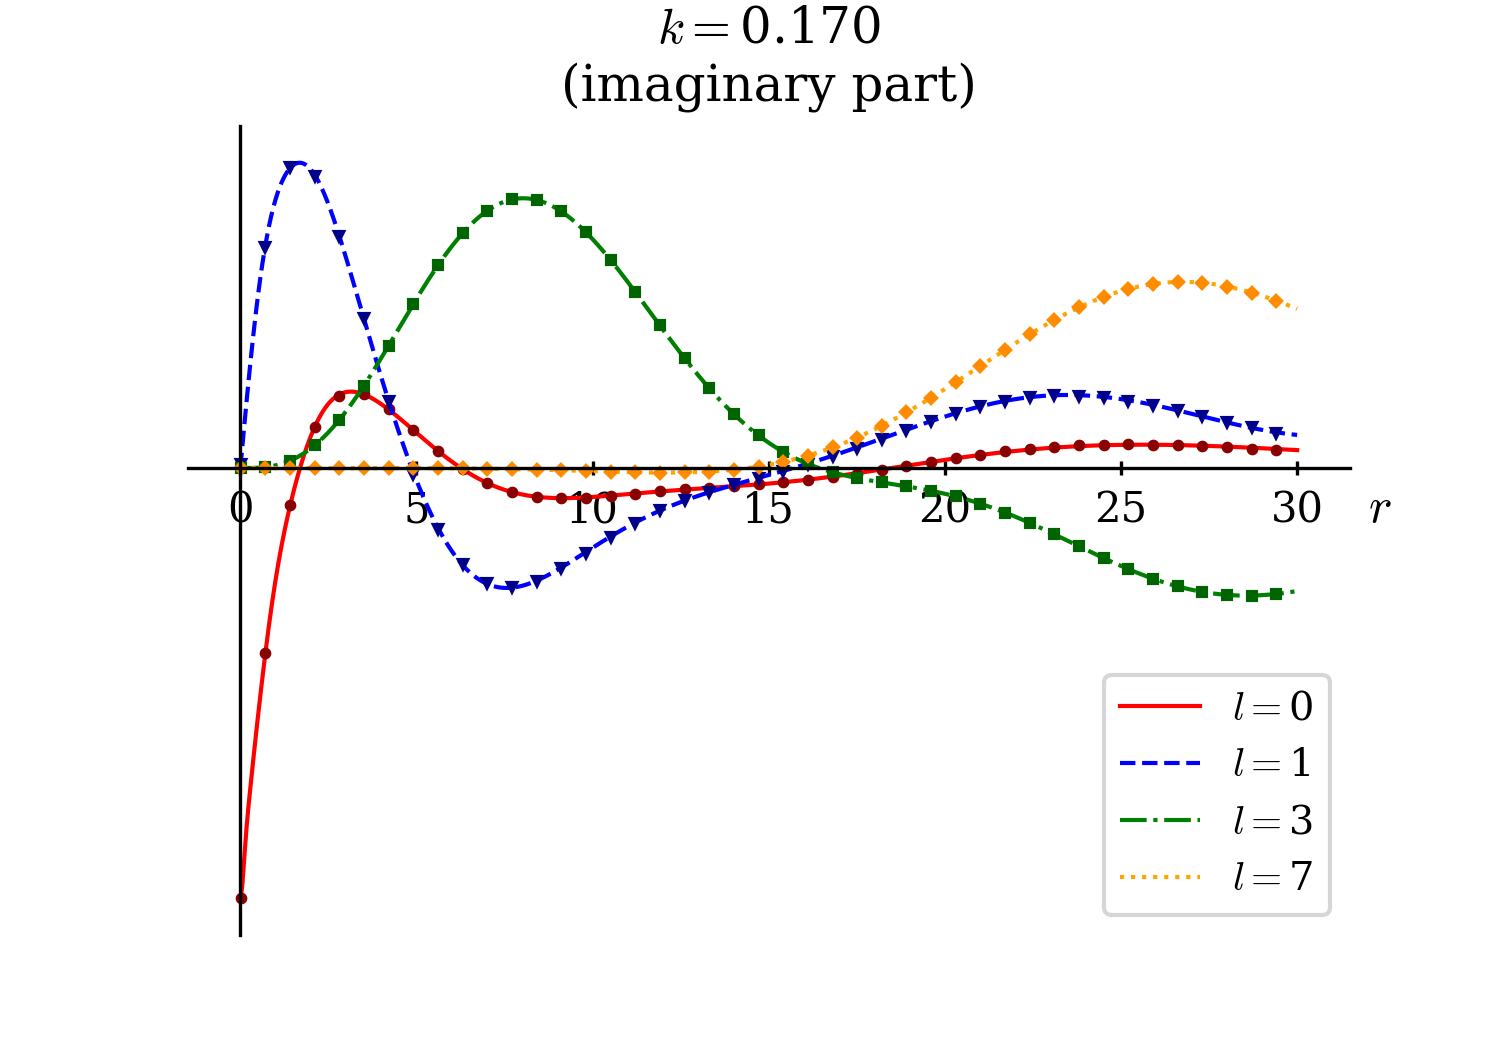 k = 0.170
(imaginary part)
0 5 10 15 20 25 30 r
l = 0
l = 1
l = 3
l = 7